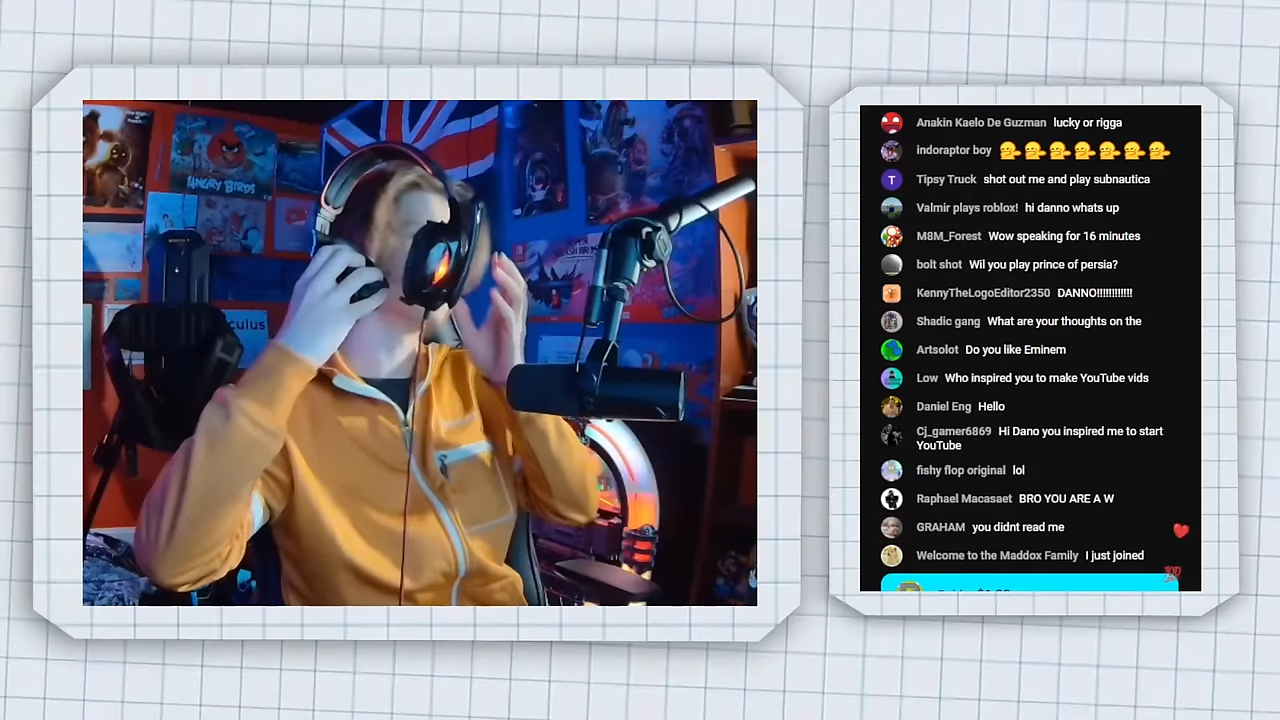 ANGRY BIRDS
culus
Anakin Kaelo De Guzman lucky or rigga
indoraptor boy
T
Tipsy Truck shot out me and play subnautica
Valmir plays roblox! hi danno whats up
M8M_Forest Wow speaking for 16 minutes
bolt shot Wil you play prince of persia?
KennyTheLogoEditor2350 DANNO!!!!!!!!!!!!
Shadic gang What are your thoughts on the
Artsolot Do you like Eminem
Low Who inspired you to make YouTube vids
Daniel Eng Hello
Cj_gamer6869 Hi Dano you inspired me to start
YouTube
fishy flop original lol
Raphael Macasaet BRO YOU ARE A W
GRAHAM you didnt read me
Welcome to the Maddox Family I just joined
100